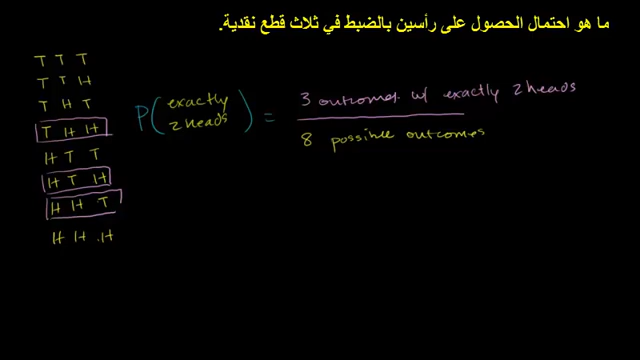 ما هو احتمال الحصول على رأسين بالضبط في ثلاث قطع نقدية.
T T T
T T H
T H T
T H H
H T T
H T H
H H T
H H H
P(exactly 2 heads) = 
3 outcomes w/ exactly 2 heads
8 possible outcomes